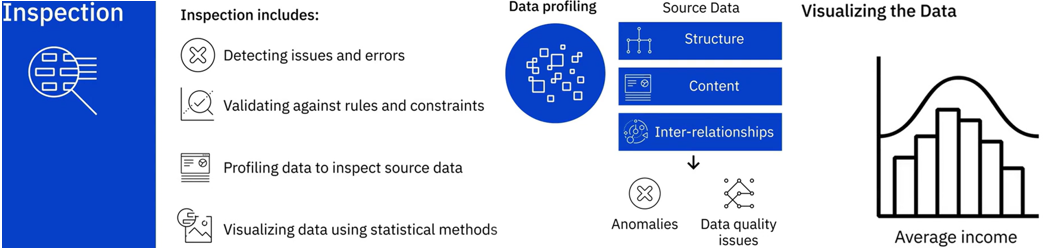 Inspection
Inspection includes:
Detecting issues and errors
Validating against rules and constraints
Profiling data to inspect source data
Visualizing data using statistical methods
Data profiling
Source Data
Structure
Content
Inter-relationships
Anomalies
Data quality
issues
Visualizing the Data
Average income